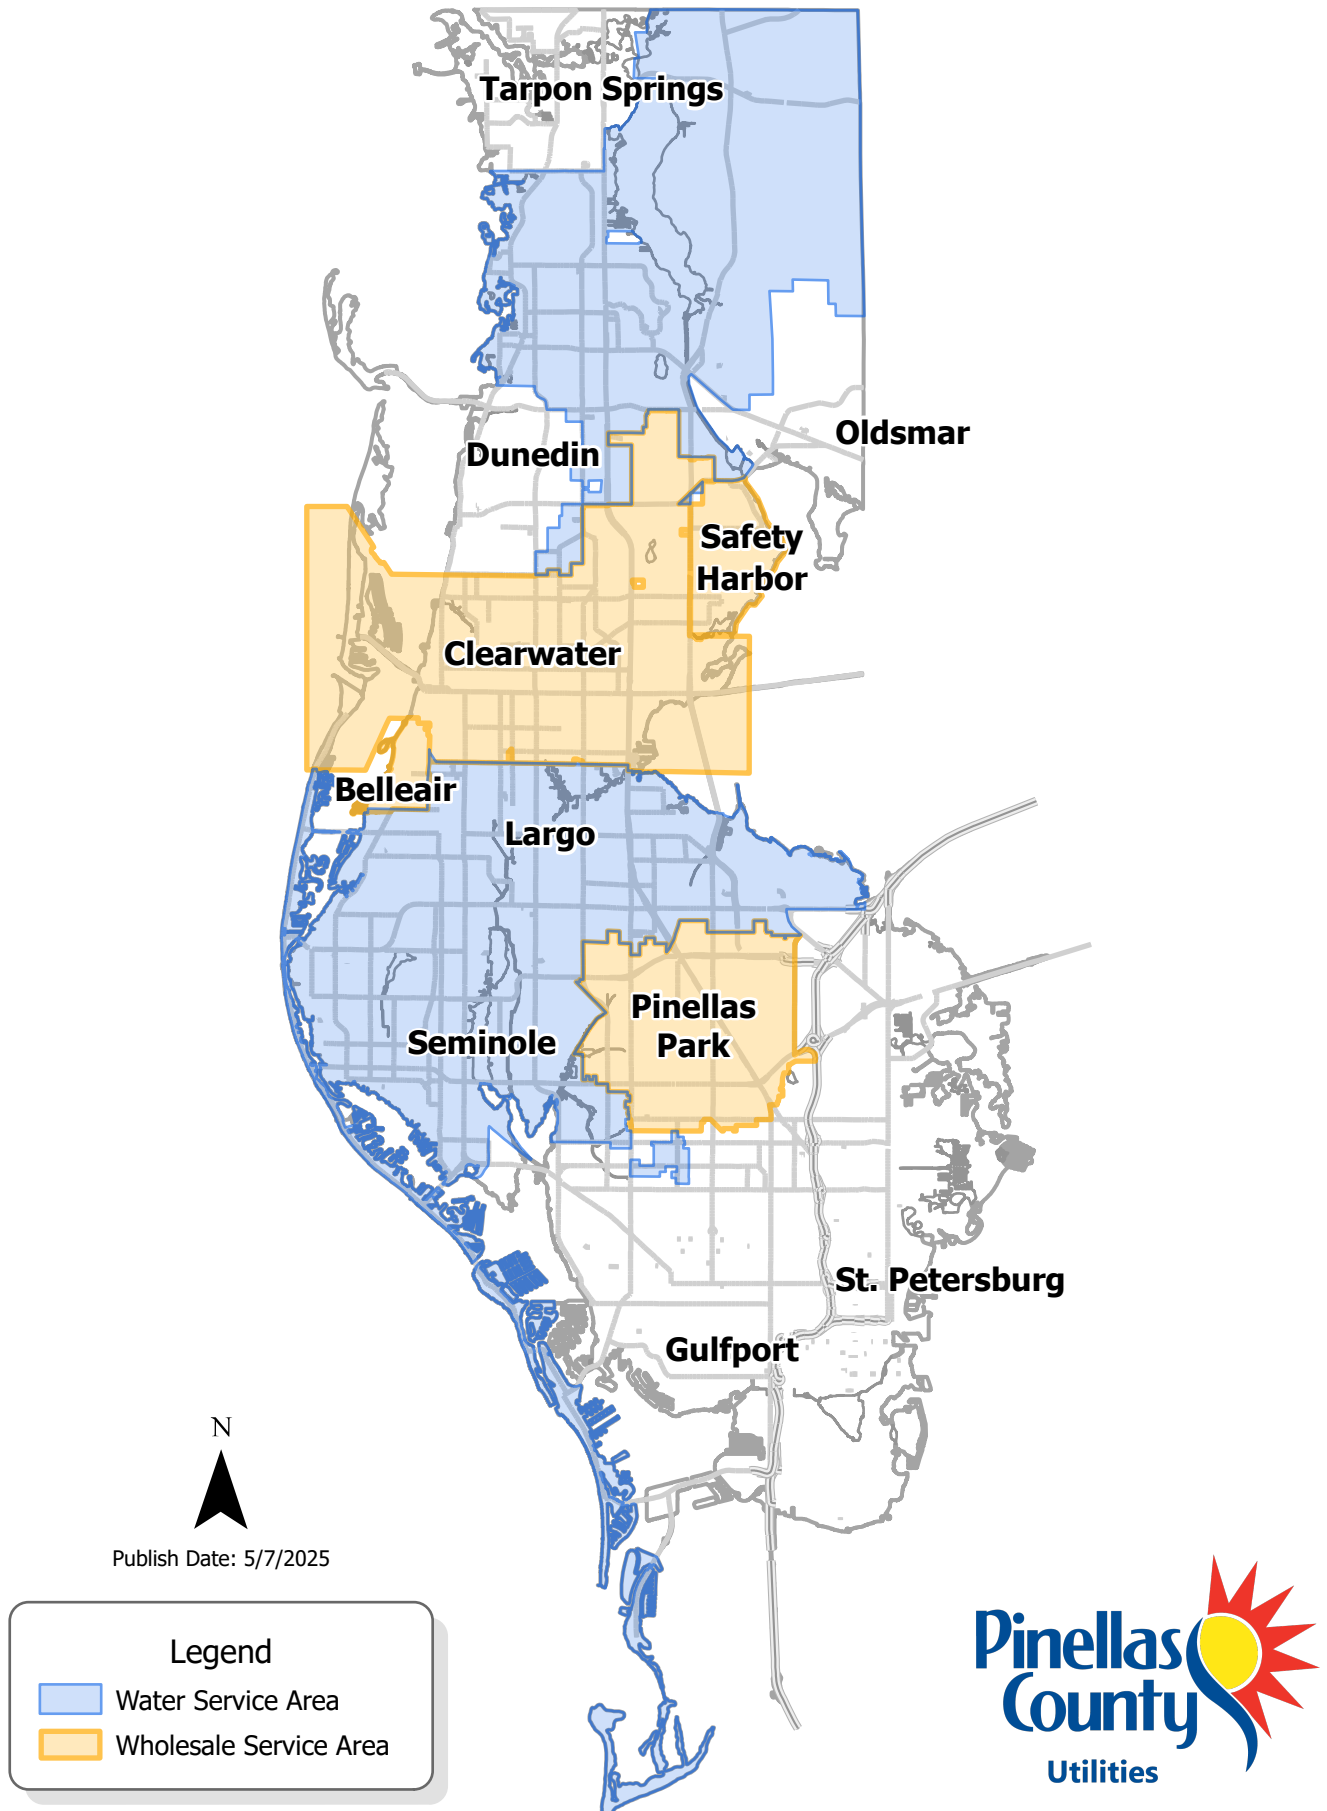 Tarpon Springs
Oldsmar
Dunedin
Safety
Harbor
Clearwater
Belleair
Largo
Pinellas
Park
Seminole
St. Petersburg
Gulfport
N
Publish Date: 5/7/2025
Legend
Water Service Area
Wholesale Service Area
Pinellas
County
Utilities